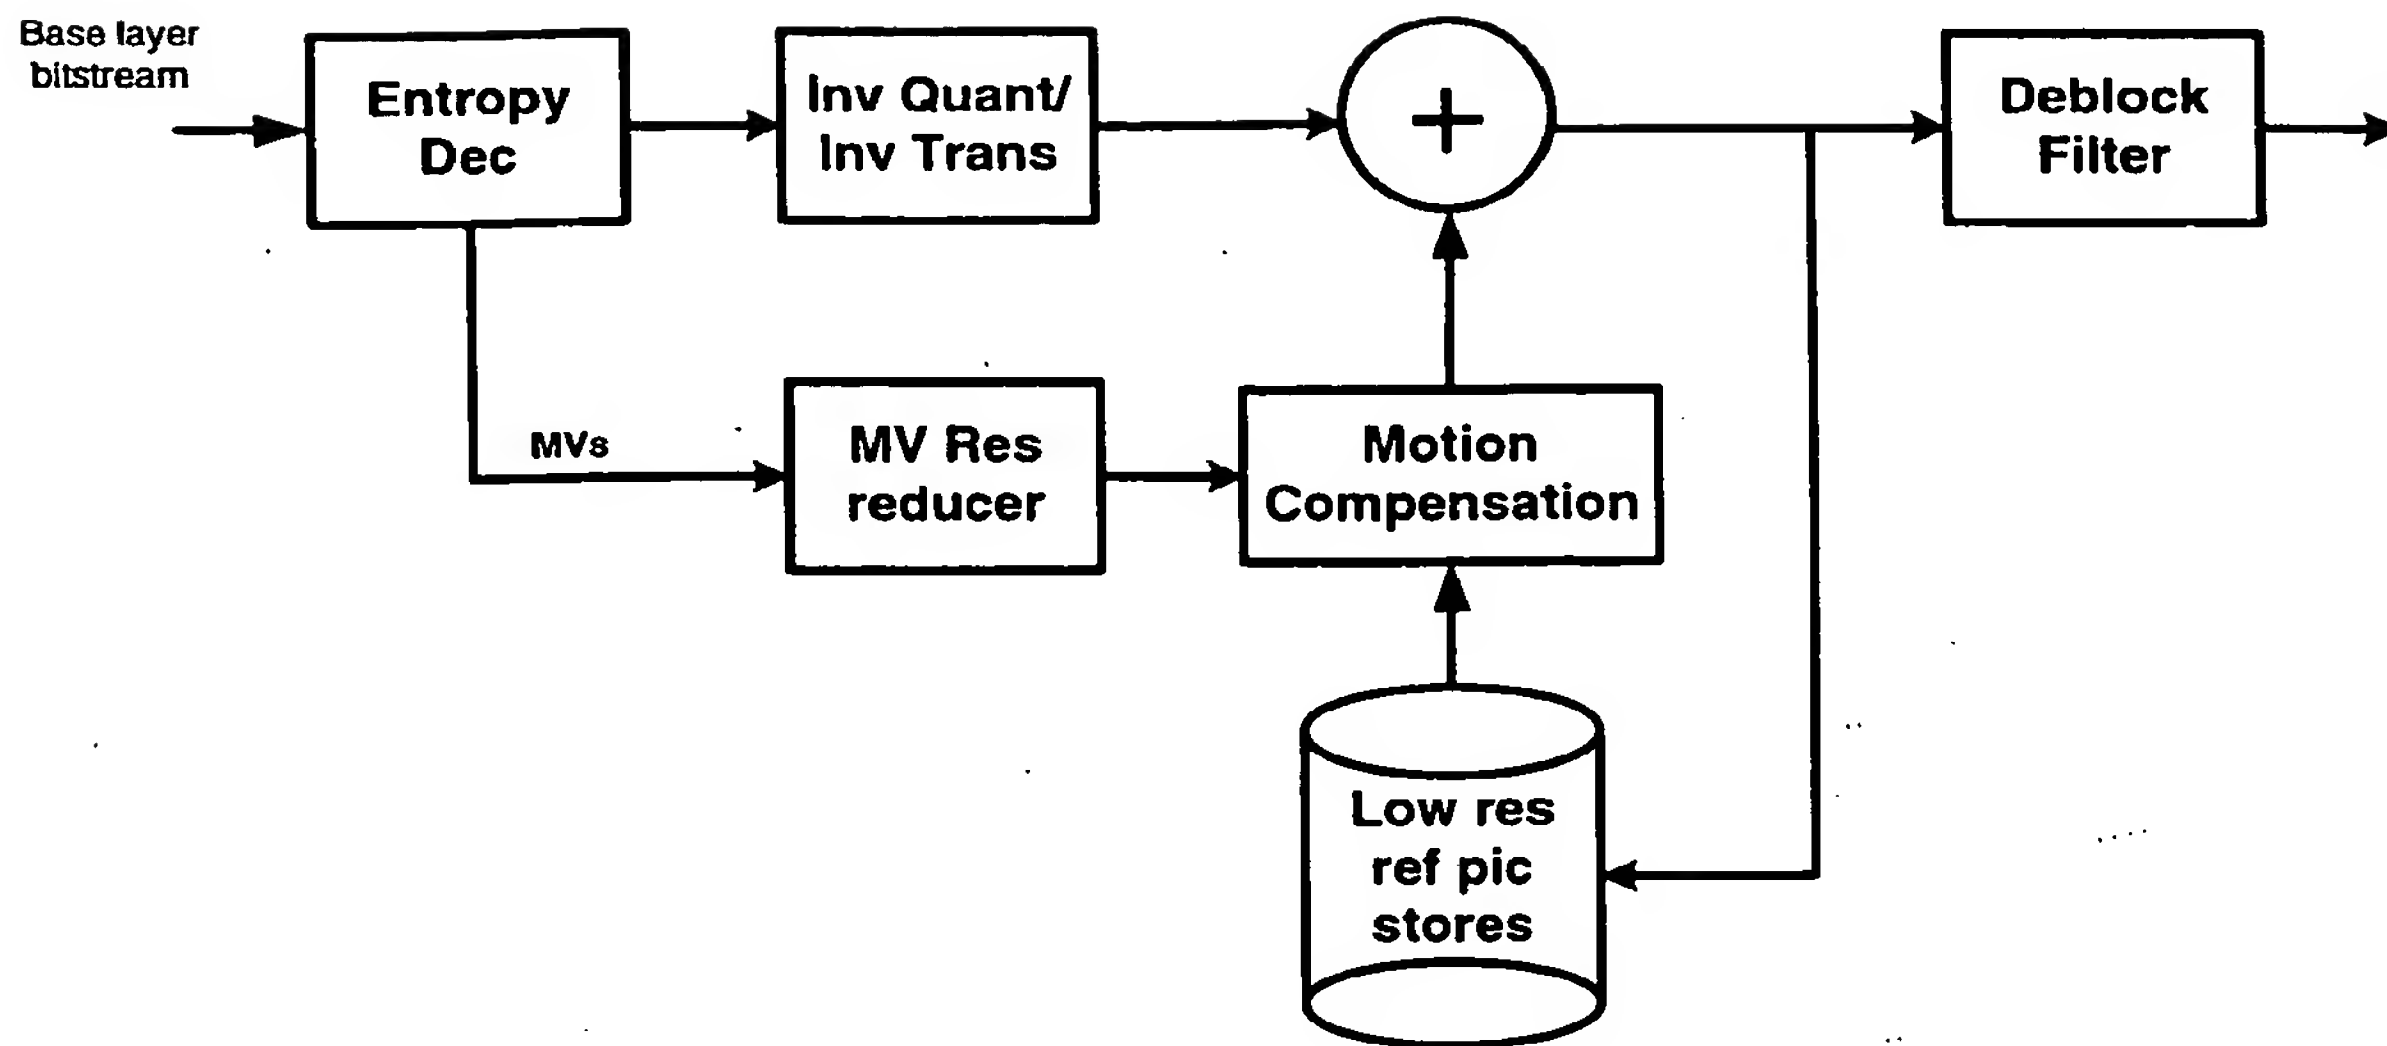 Base layer
bitstream
Entropy
Dec
Inv Quant/
Inv Trans
+
Deblock
Filter
MVs
MV Res
reducer
Motion
Compensation
Low res
ref pic
stores